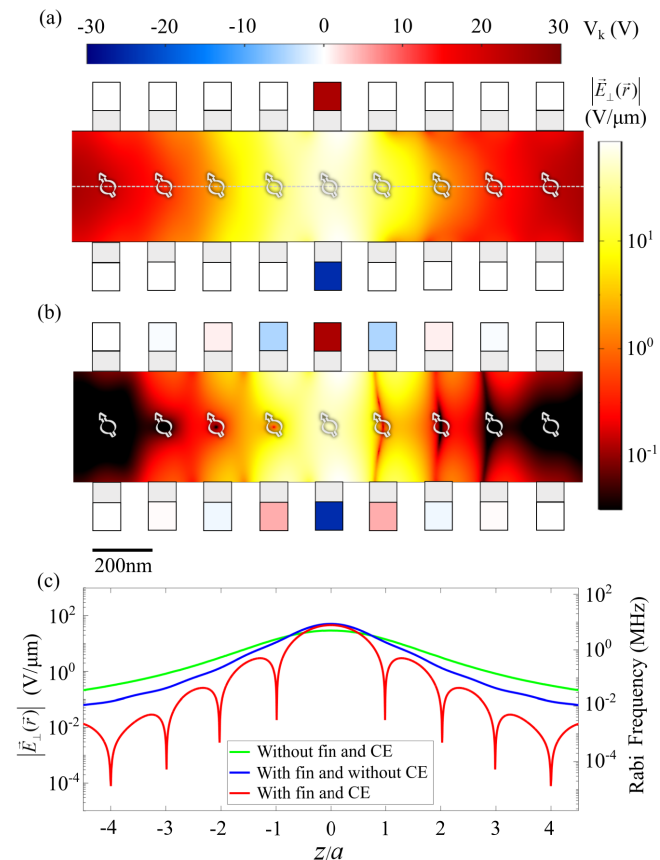 (a)
V_k (V)
-30 -20 -10 0 10 20 30
|E⃗_⊥(r⃗)|
(V/μm)
10^1
10^0
10^-1
(b)
200nm
(c)
10^2
10^0
10^-2
10^-4
|E⃗_⊥(r⃗)| (V/μm)
10^2
10^0
10^-2
10^-4
Rabi Frequency (MHz)
Without fin and CE
With fin and without CE
With fin and CE
-4 -3 -2 -1 0 1 2 3 4
z/a